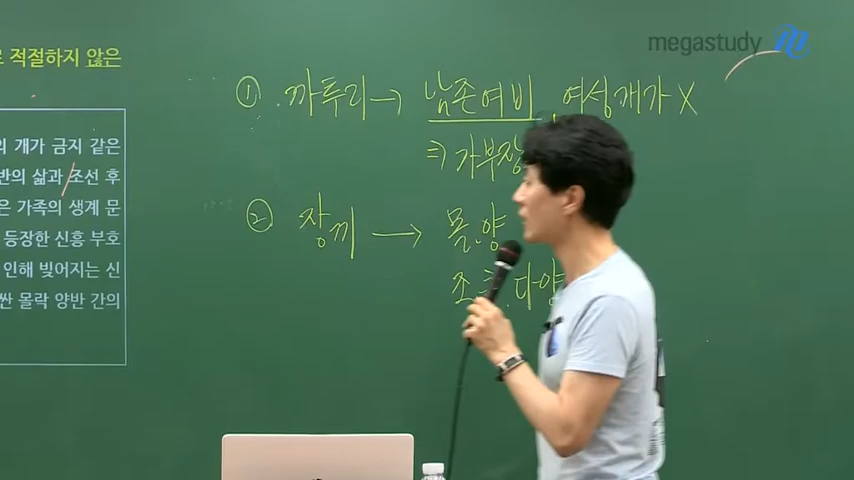 megastudy
로 적절하지 않은
의 개가 금지 같은
반의 삶과 조선 후
은 가족의 생계 문
등장한 신흥 부호
인해 빚어지는 신
싼 몰락 양반 간의
① 까투리 → 남존여비, 여성개가 X
⇒ 가부장
② 장끼 → 몰.양
조.후.다양